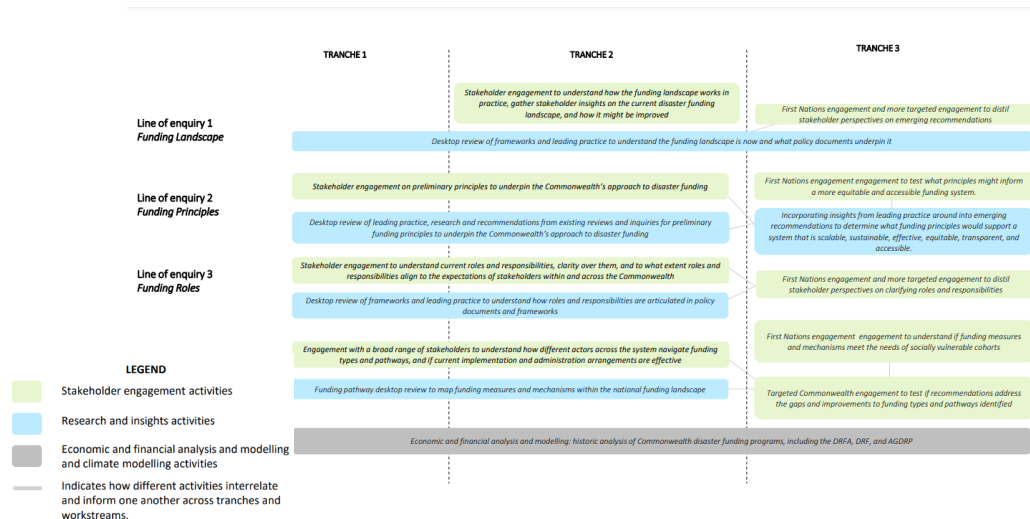 TRANCHE 1
TRANCHE 2
TRANCHE 3
Line of enquiry 1
Funding Landscape
Stakeholder engagement to understand how the funding landscape works in
practice, gather stakeholder insights on the current disaster funding
landscape, and how it might be improved
First Nations engagement and more targeted engagement to distil
stakeholder perspectives on emerging recommendations
Desktop review of frameworks and leading practice to understand the funding landscape is now and what policy documents underpin it
Line of enquiry 2
Funding Principles
Stakeholder engagement on preliminary principles to underpin the Commonwealth's approach to disaster funding
First Nations engagement engagement to test what principles might inform
a more equitable and accessible funding system.
Desktop review of leading practice, research and recommendations from existing reviews and inquiries for preliminary
funding principles to underpin the Commonwealth's approach to disaster funding
Incorporating insights from leading practice around into emerging
recommendations to determine what funding principles would support a
system that is scalable, sustainable, effective, equitable, transparent, and
accessible.
Line of enquiry 3
Funding Roles
Stakeholder engagement to understand current roles and responsibilities, clarity over them, and to what extent roles and
responsibilities align to the expectations of stakeholders within and across the Commonwealth
Desktop review of frameworks and leading practice to understand how roles and responsibilities are articulated in policy
documents and frameworks
First Nations engagement and more targeted engagement to distil
stakeholder perspectives on clarifying roles and responsibilities
Engagement with a broad range of stakeholders to understand how different actors across the system navigate funding
types and pathways, and if current implementation and administration arrangements are effective
First Nations engagement engagement to understand if funding measures
and mechanisms meet the needs of socially vulnerable cohorts
Funding pathway desktop review to map funding measures and mechanisms within the national funding landscape
Targeted Commonwealth engagement to test if recommendations address
the gaps and improvements to funding types and pathways identified
Economic and financial analysis and modelling: historic analysis of Commonwealth disaster funding programs, including the DRFA, DRF, and AGDRP
LEGEND
Stakeholder engagement activities
Research and insights activities
Economic and financial analysis and modelling
and climate modelling activities
Indicates how different activities interrelate
and inform one another across tranches and
workstreams.